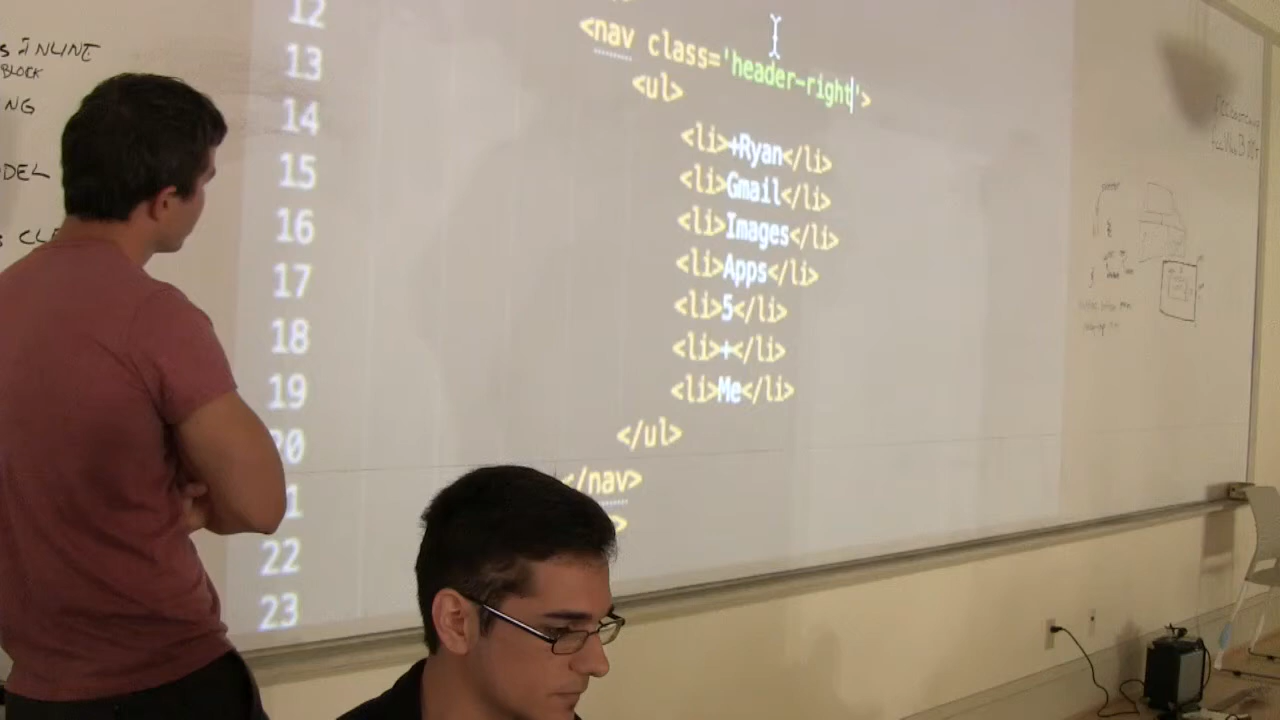 12
<nav class='header-right'>
13
<ul>
14
<li>+Ryan</li>
15
<li>Gmail</li>
16
<li>Images</li>
17
<li>Apps</li>
18
<li>5</li>
<li>+</li>
19
<li>Me</li>
20
</ul>
/nav>
>
22
23
INLINE
BLOCK
NG
ODEL